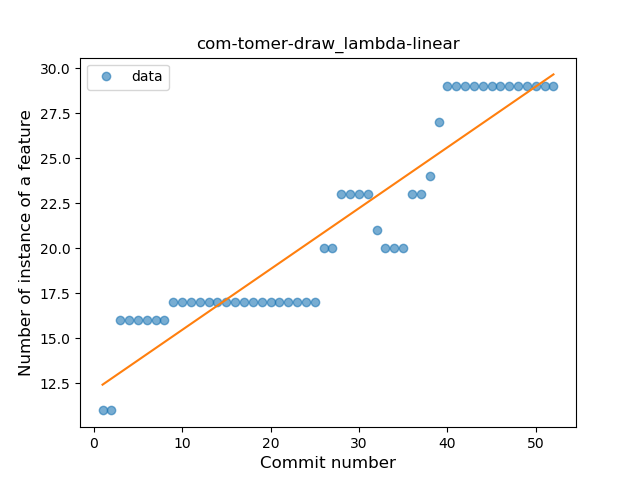 com-tomer-draw_lambda-linear
data
30.0
27.5
25.0
22.5
20.0
17.5
15.0
12.5
Number of instance of a feature
0 10 20 30 40 50
Commit number